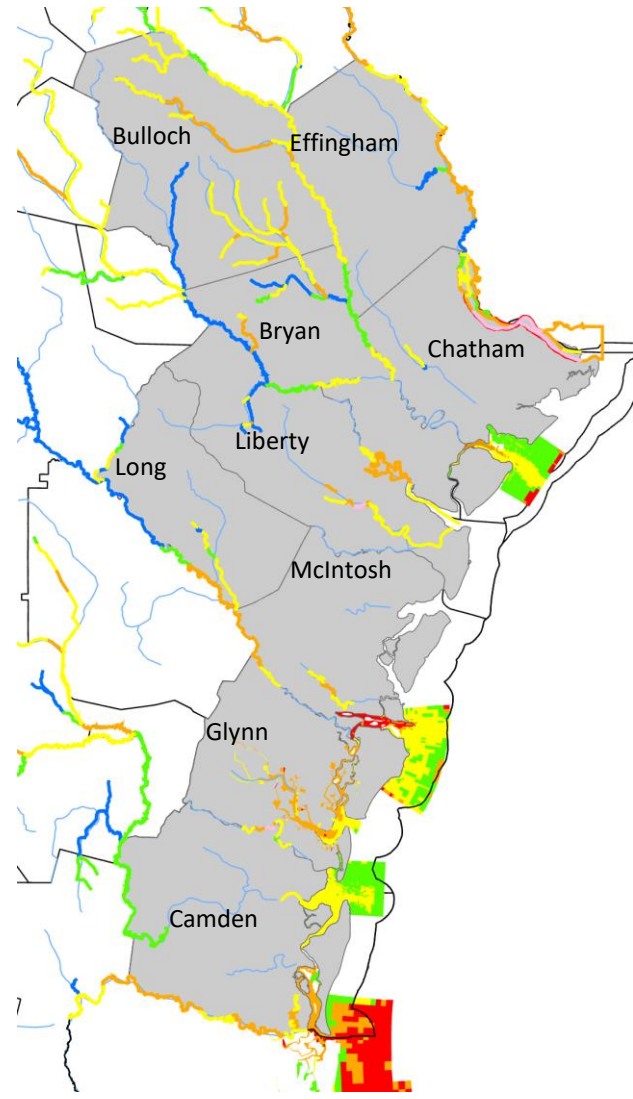 Bulloch
Effingham
Bryan
Chatham
Liberty
Long
McIntosh
Glynn
Camden